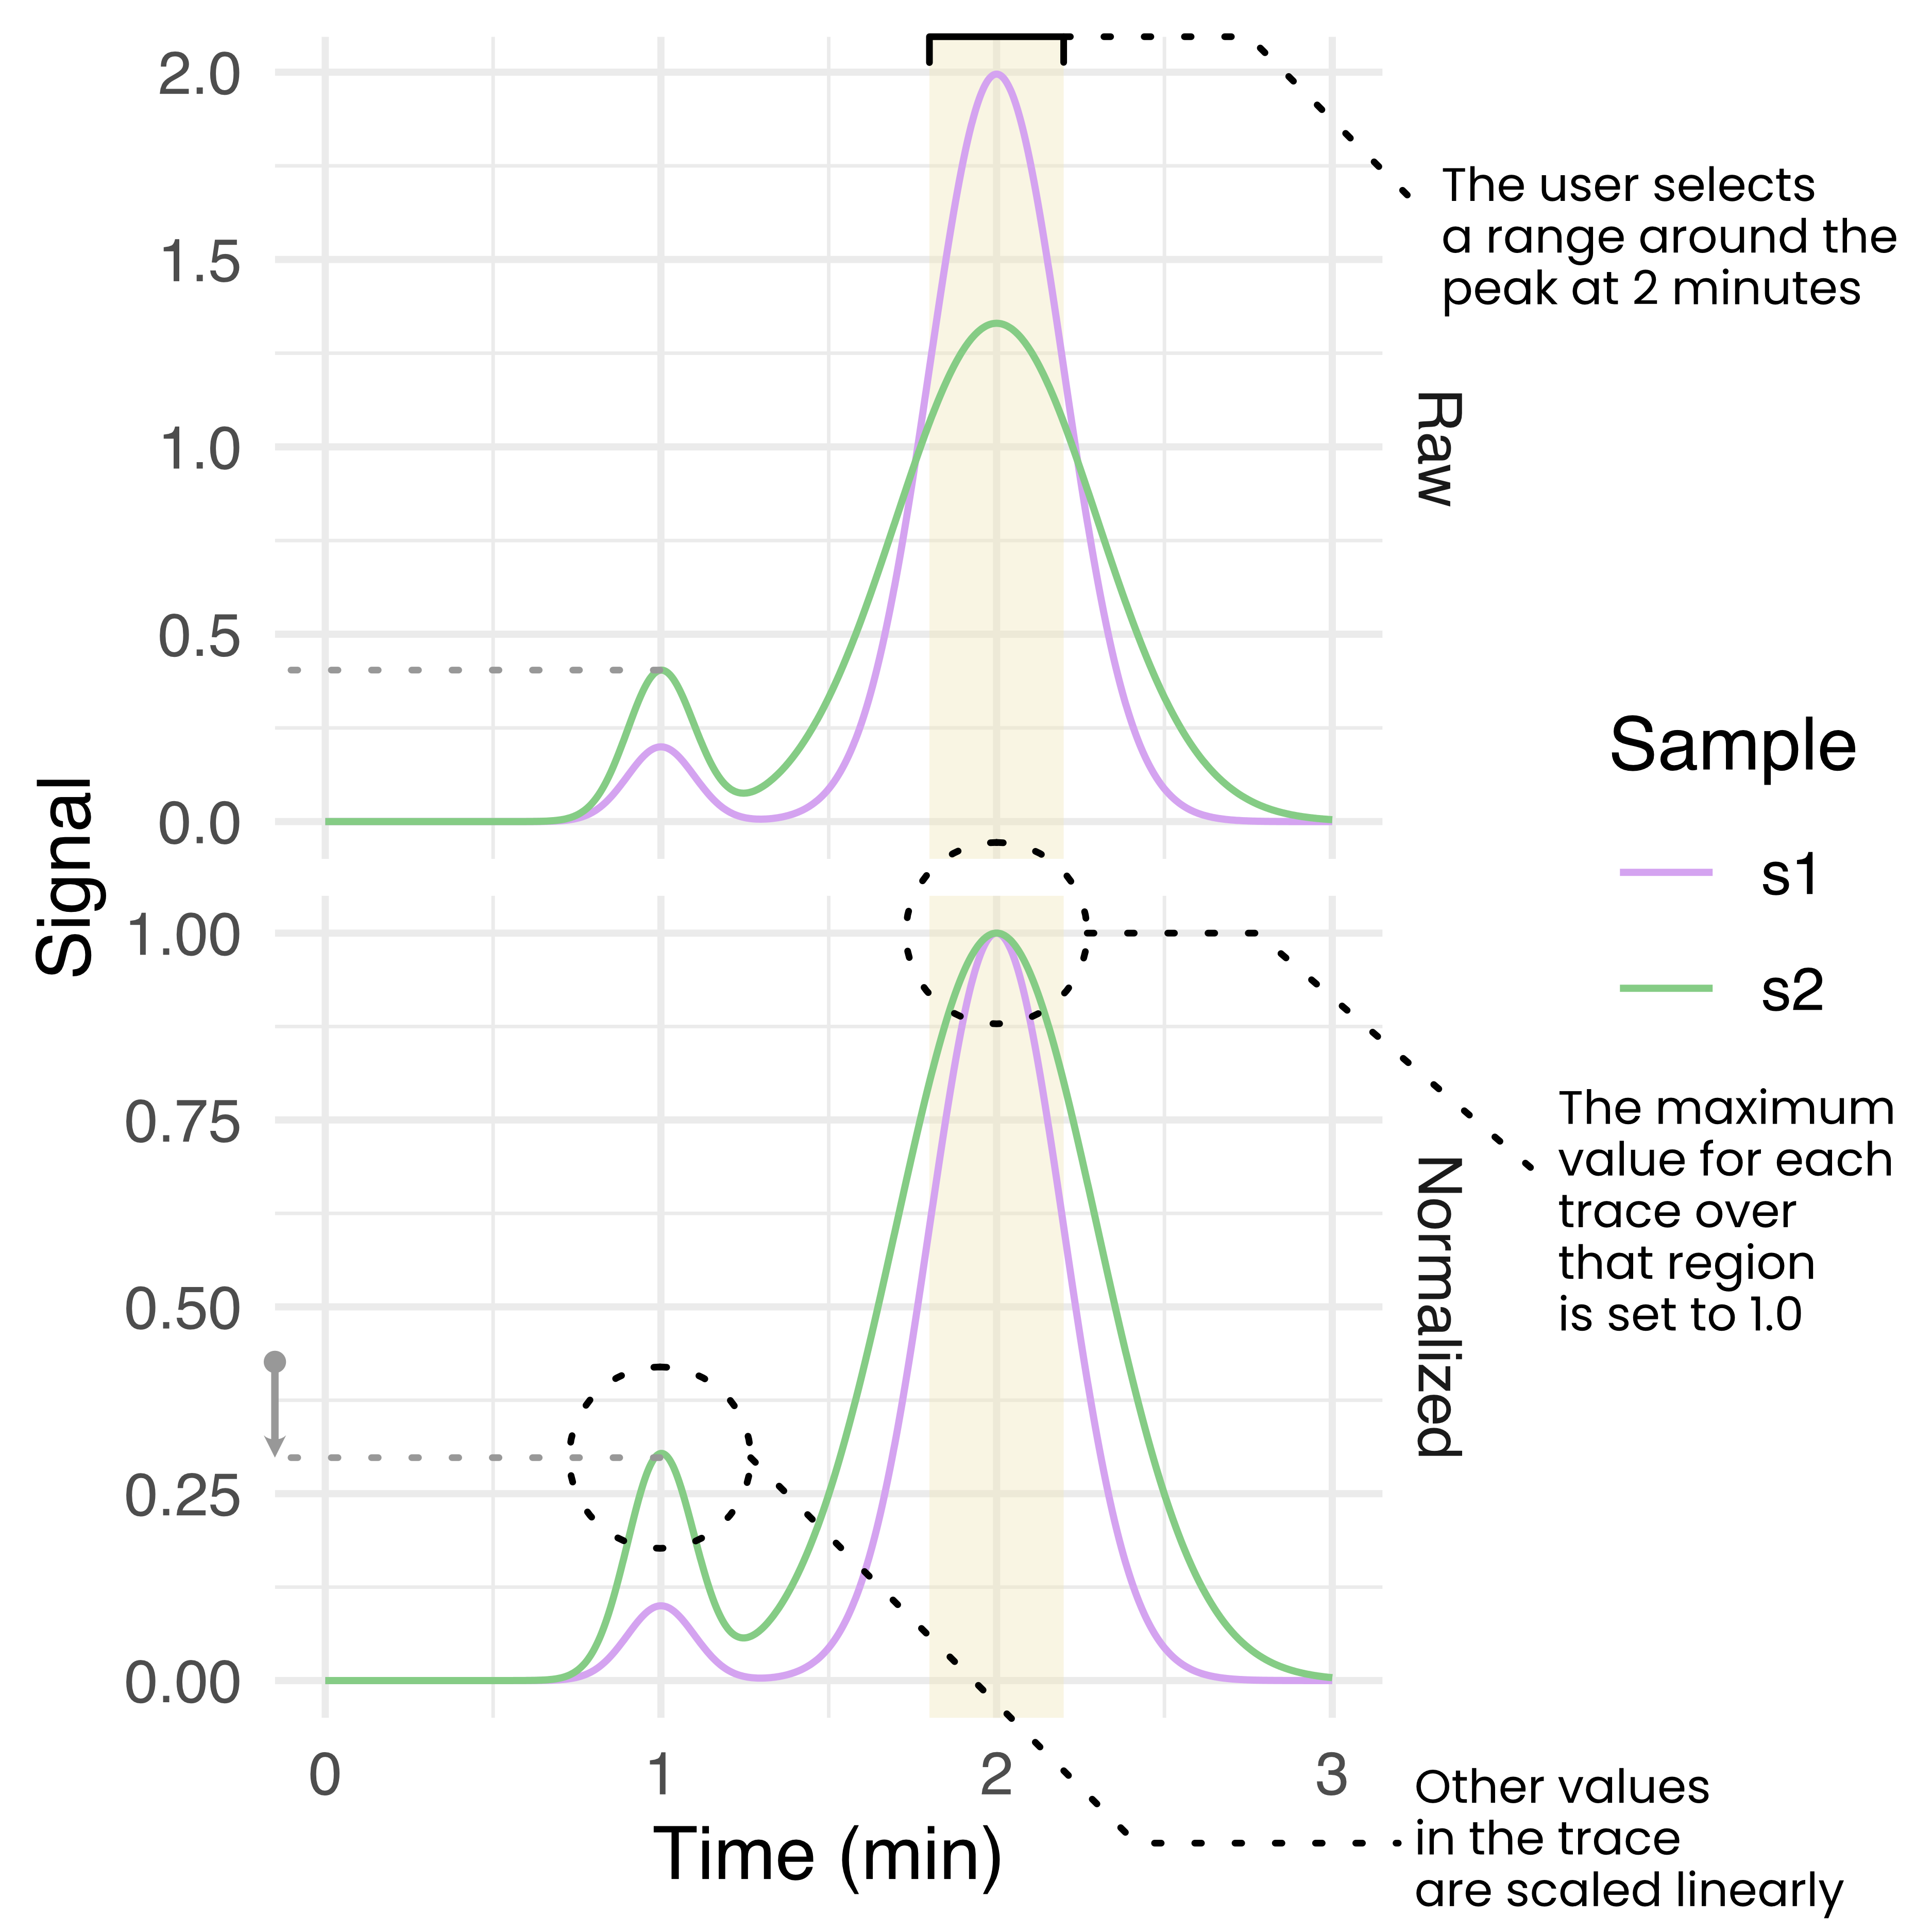 2.0
1.5
1.0
0.5
0.0
The user selects
a range around the
peak at 2 minutes
Raw
Signal
Sample
s1
s2
1.00
0.75
0.50
0.25
0.00
The maximum
value for each
trace over
that region
is set to 1.0
Normalized
0 1 2 3
Time (min)
Other values
in the trace
are scaled linearly